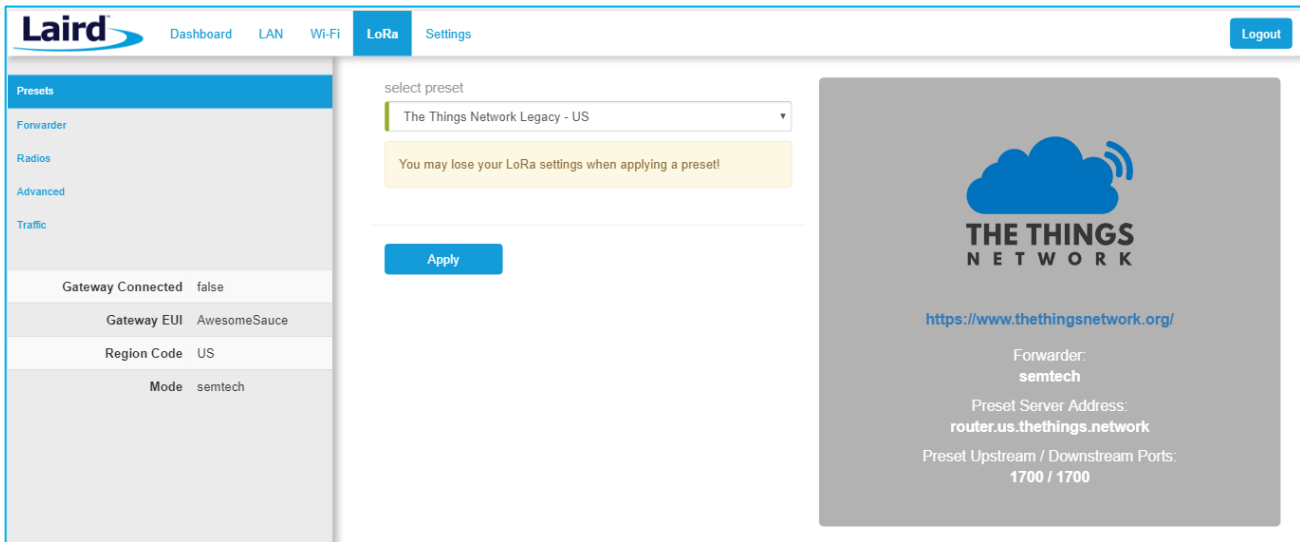 Laird
Dashboard LAN Wi-Fi LoRa Settings Logout
Presets
Forwarder
Radios
Advanced
Traffic
Gateway Connected false
Gateway EUI AwesomeSauce
Region Code US
Mode semtech
select preset
The Things Network Legacy - US
You may lose your LoRa settings when applying a preset!
Apply
THE THINGS
NETWORK
https://www.thethingsnetwork.org/
Forwarder:
semtech
Preset Server Address:
router.us.thethings.network
Preset Upstream / Downstream Ports:
1700 / 1700